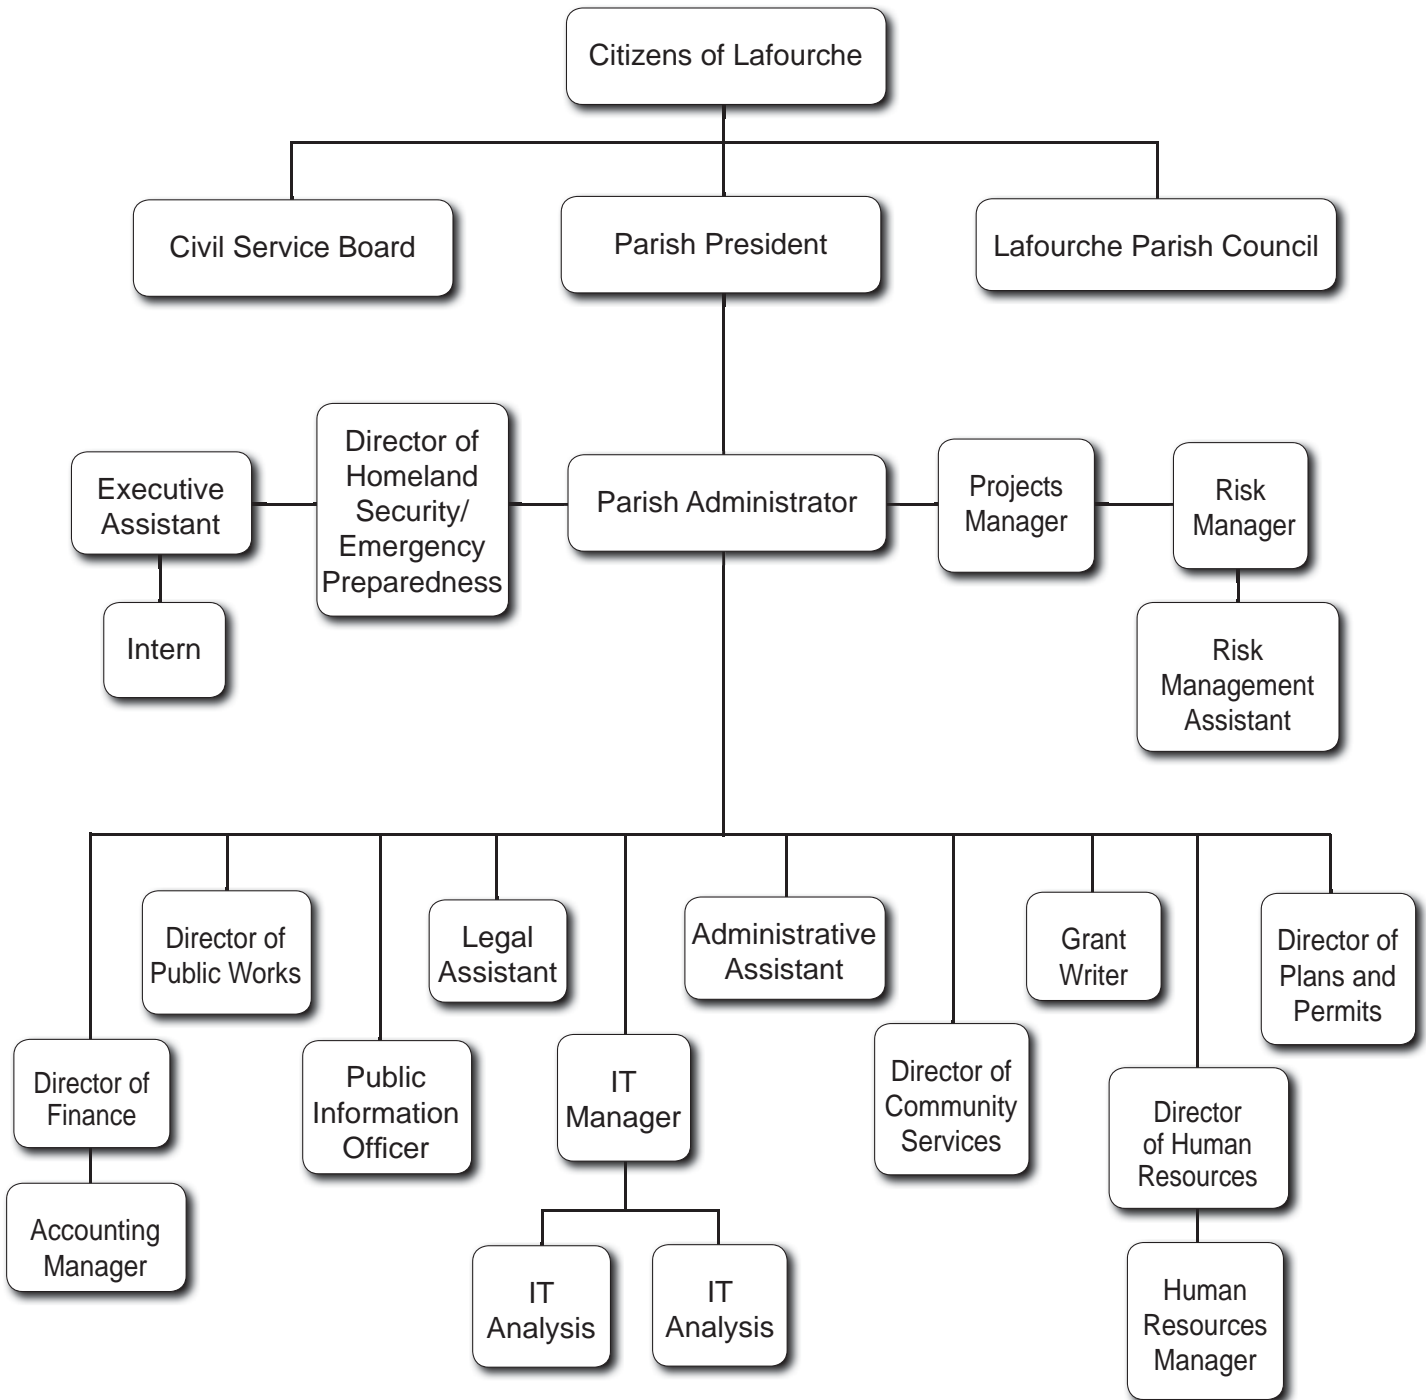 Citizens of Lafourche
Civil Service Board
Parish President
Lafourche Parish Council
Executive
Assistant
Director of
Homeland
Security/
Emergency
Preparedness
Parish Administrator
Projects
Manager
Risk
Manager
Intern
Risk
Management
Assistant
Director of
Public Works
Legal
Assistant
Administrative
Assistant
Grant
Writer
Director of
Plans and
Permits
Director of
Finance
Public
Information
Officer
IT
Manager
Director of
Community
Services
Director
of Human
Resources
Accounting
Manager
IT
Analysis
IT
Analysis
Human
Resources
Manager